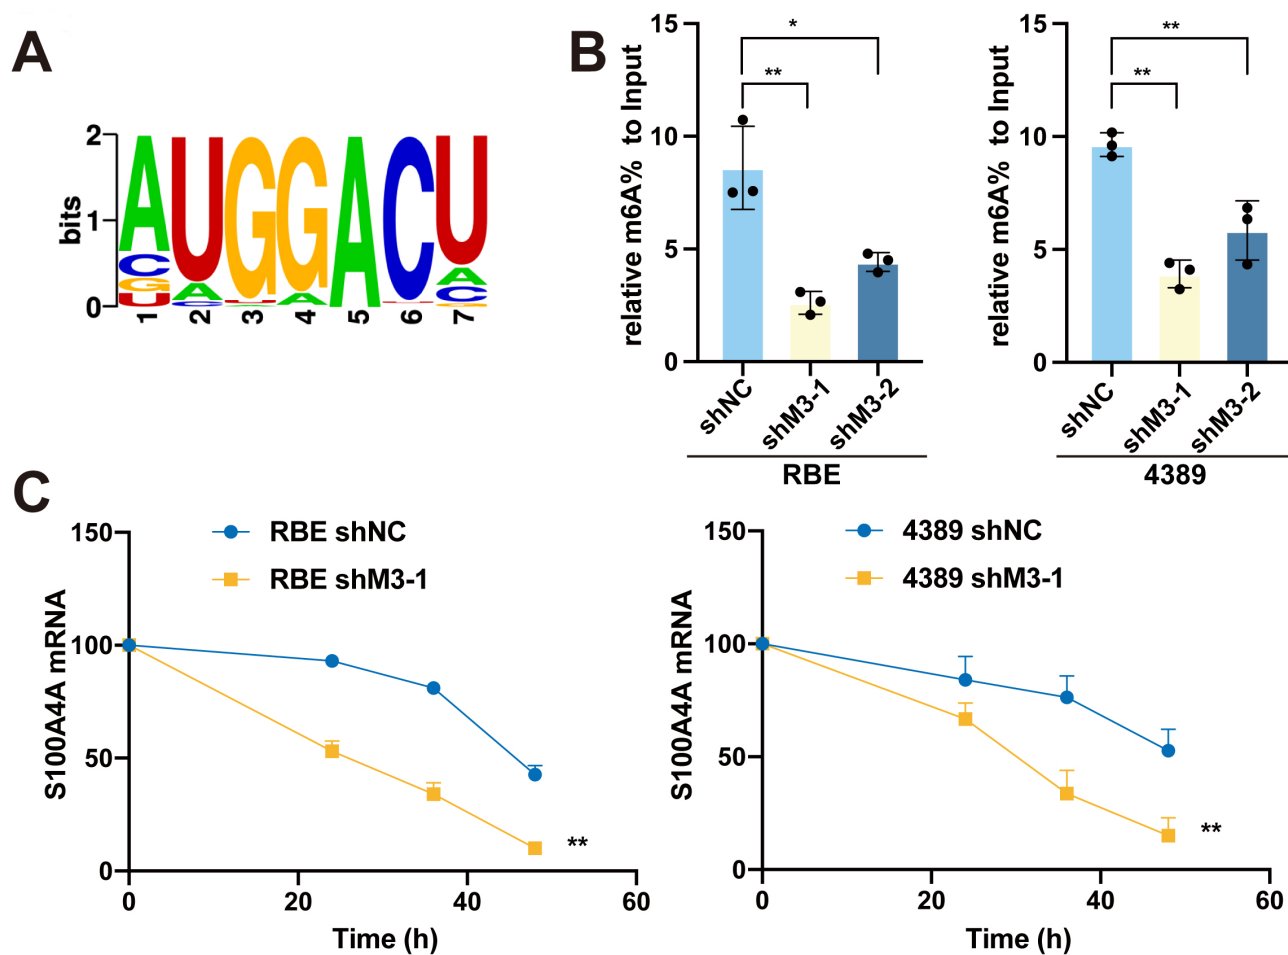 A
bits
2
1
0
AUGGACU
C A U A A
G C A C
U G
1 2 3 4 5 6 7
B
relative m6A% to Input
15
10
5
0
*
**
shNC shM3-1 shM3-2
RBE
relative m6A% to Input
15
10
5
0
**
**
shNC shM3-1 shM3-2
4389
C
RBE shNC
RBE shM3-1
S100A4A mRNA
150
100
50
0
**
0 20 40 60
Time (h)
4389 shNC
4389 shM3-1
S100A4A mRNA
150
100
50
0
**
0 20 40 60
Time (h)